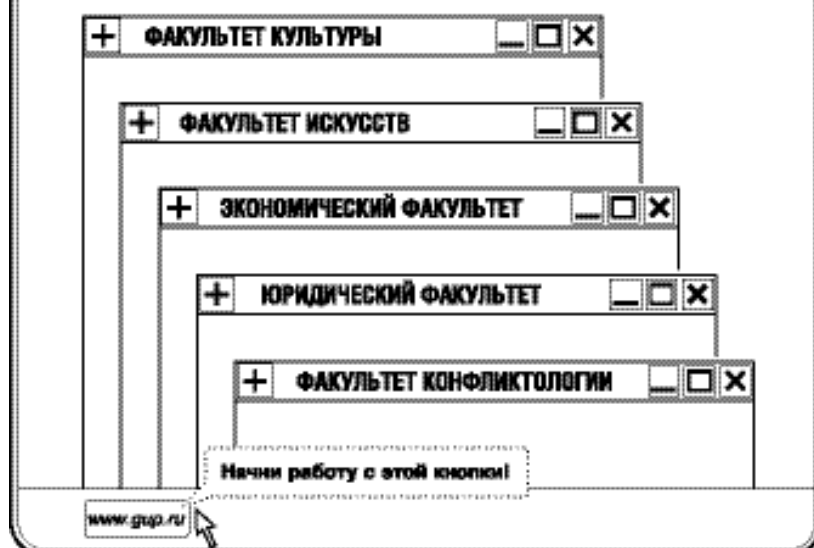 ФАКУЛЬТЕТ КУЛЬТУРЫ
ФАКУЛЬТЕТ ИСКУССТВ
ЭКОНОМИЧЕСКИЙ ФАКУЛЬТЕТ
ЮРИДИЧЕСКИЙ ФАКУЛЬТЕТ
ФАКУЛЬТЕТ КОНФЛИКТОЛОГИИ
Начни работу с этой кнопки!
www.gup.ru